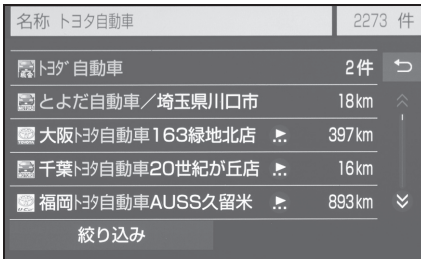 名称 トヨタ自動車 2273 件
トヨダ自動車 2件
とよだ自動車／埼玉県川口市 18km
大阪トヨタ自動車163緑地北店 397km
千葉トヨタ自動車20世紀が丘店 16km
福岡トヨタ自動車AUSS久留米 893km
絞り込み